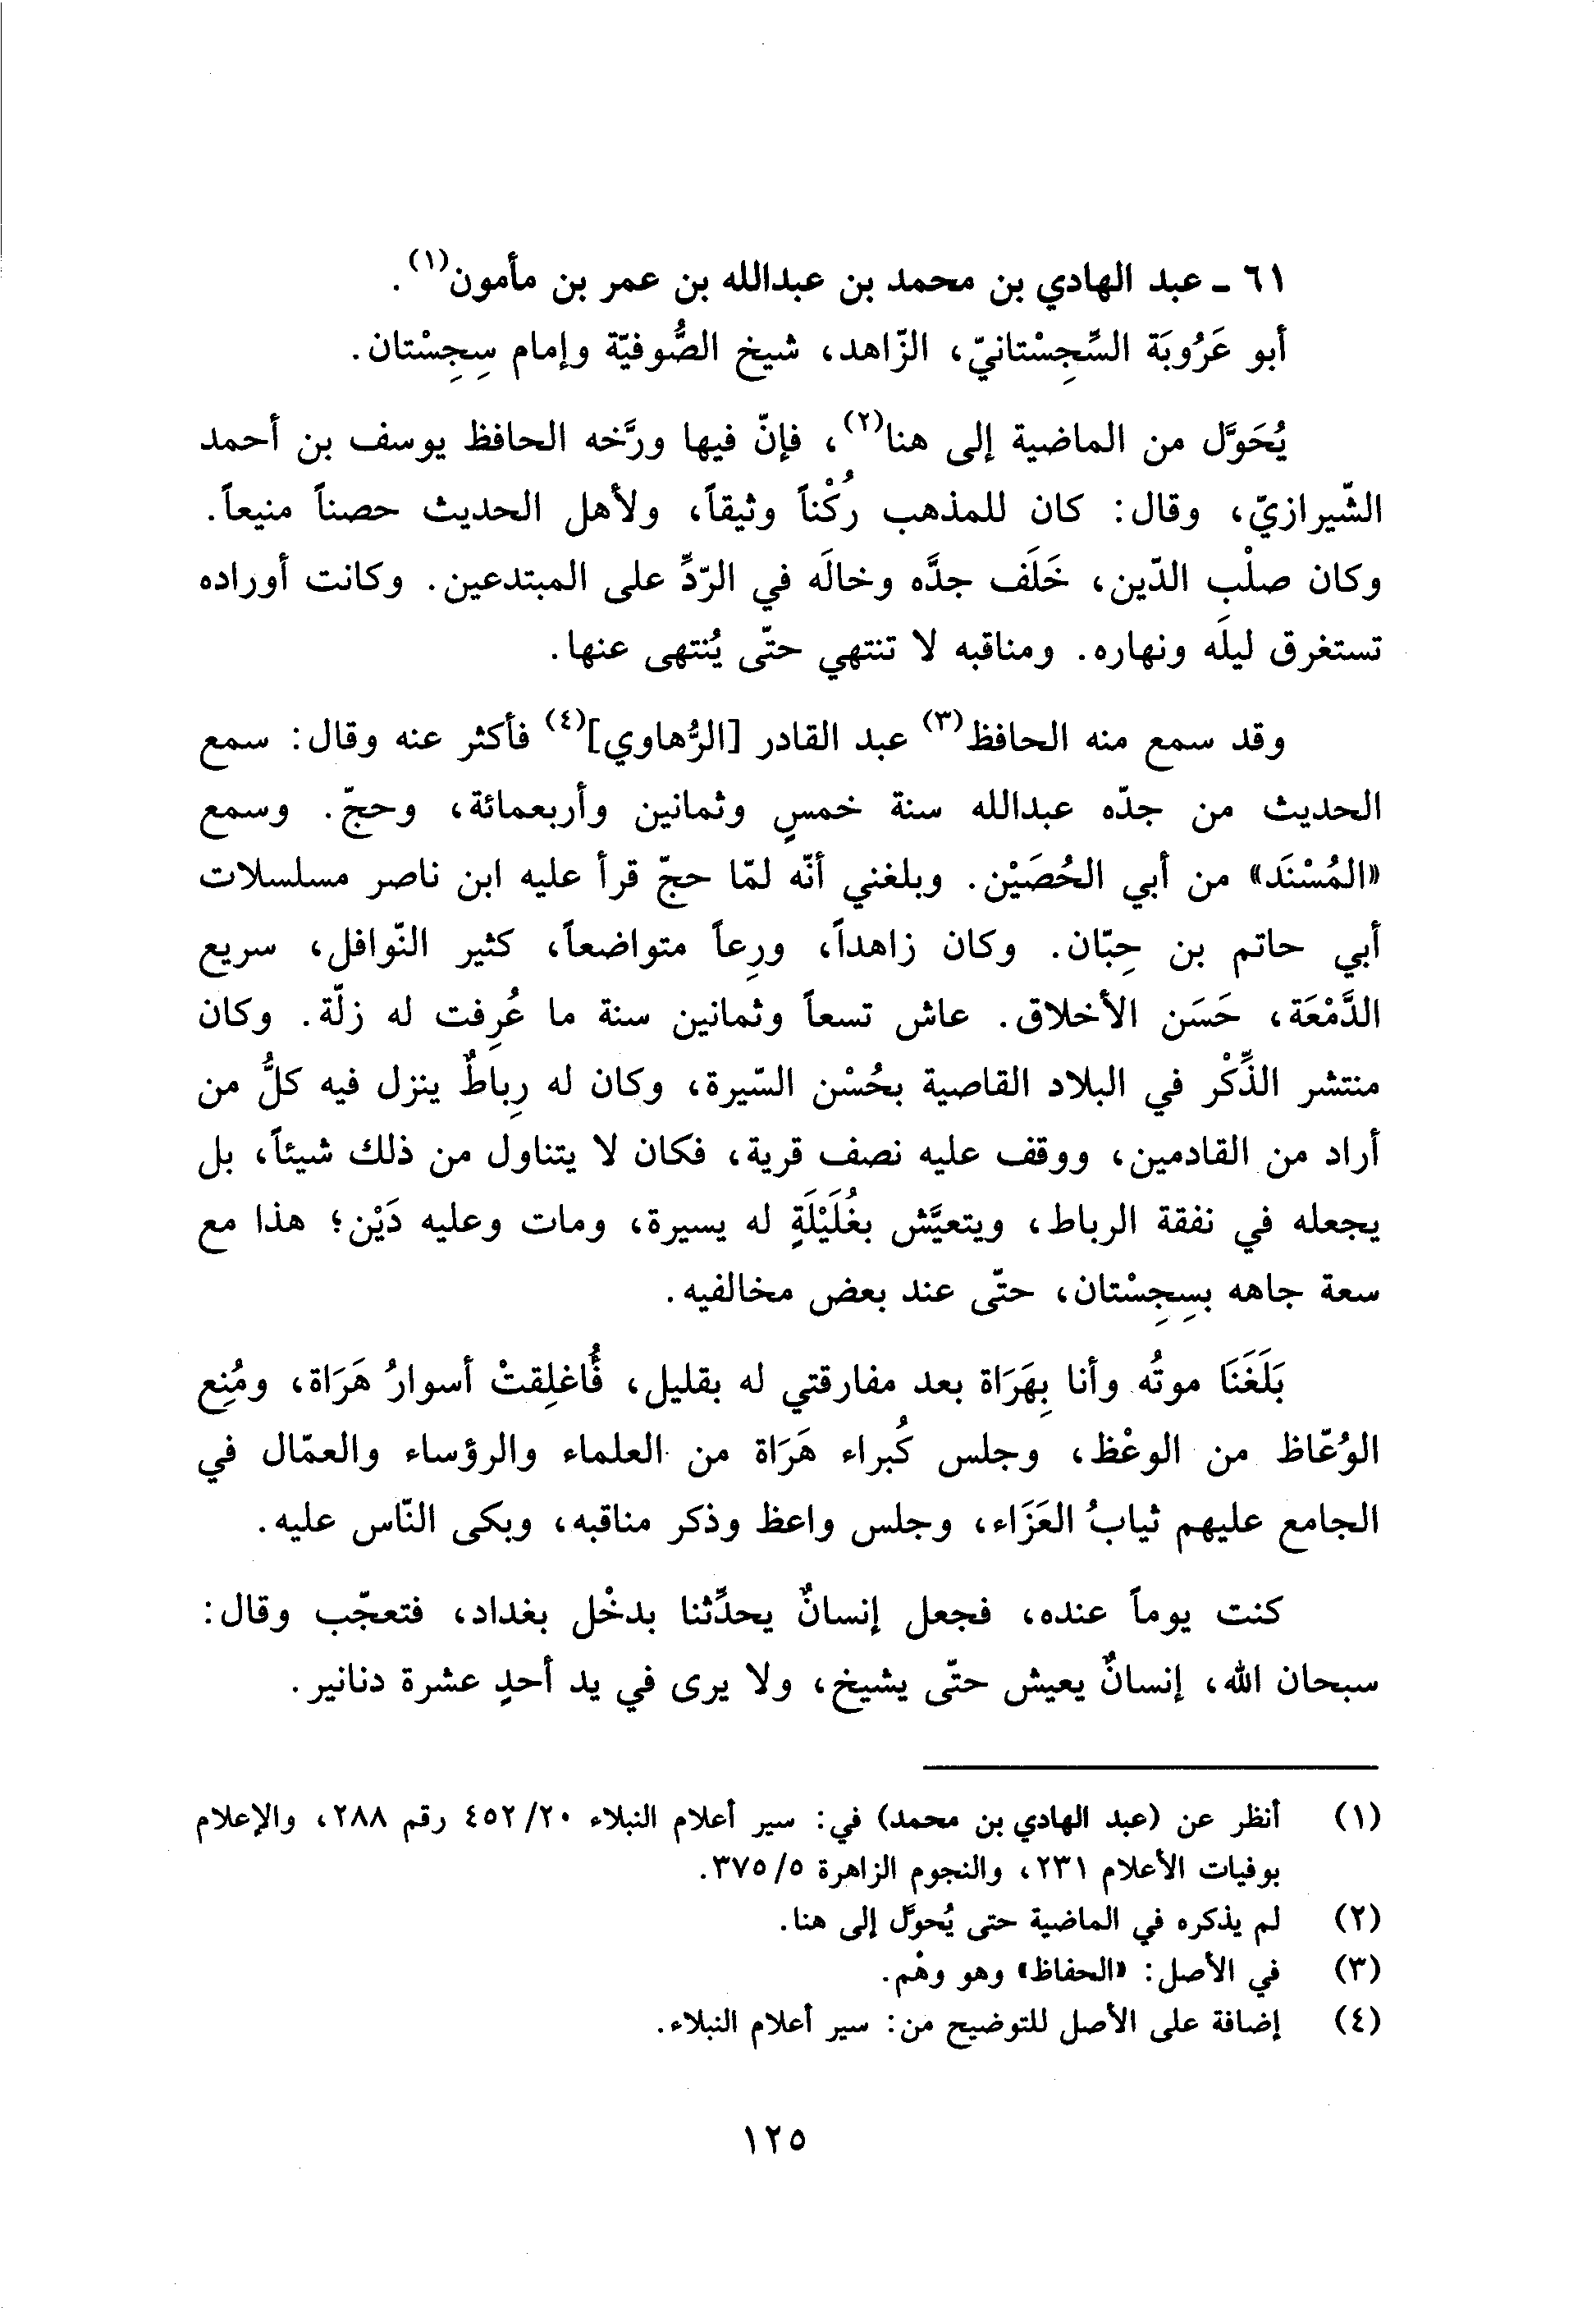 ٦١ - عبد الهادي بن محمد بن عبدالله بن عمر بن مأمون(١).
أبو عَرُوبَة السِّجِسْتانيّ، الزّاهد، شيخ الصُّوفيّة وإمام سِجِسْتان.
يُحَوَّل من الماضية إلى هنا(٢)، فإنّ فيها ورَّخه الحافظ يوسف بن أحمد
الشّيرازيّ، وقال: كان للمذهب رُكْناً وثيقاً، ولأهل الحديث حصناً منيعاً.
وكان صلْب الدّين، خَلَف جدَّه وخالَه في الردِّ على المبتدعين. وكانت أوراده
تستغرق ليلَه ونهاره. ومناقبه لا تنتهي حتّى يُنتهى عنها.
وقد سمع منه الحافظ(٣) عبد القادر [الرُّهاوي](٤) فأكثر عنه وقال: سمع
الحديث من جدّه عبدالله سنة خمسٍ وثمانين وأربعمائة، وحجّ. وسمع
«المُسْنَد» من أبي الحُصَيْن. وبلغني أنّه لمّا حجّ قرأ عليه ابن ناصر مسلسلات
أبي حاتم بن حِبّان. وكان زاهداً، ورِعاً متواضعاً، كثير النّوافل، سريع
الدَّمْعَة، حَسَن الأخلاق. عاش تسعاً وثمانين سنة ما عُرِفت له زلّة. وكان
منتشر الذِّكْر في البلاد القاصية بحُسْن السّيرة، وكان له رِباطٌ ينزل فيه كلُّ من
أراد من القادمين، ووقف عليه نصف قرية، فكان لا يتناول من ذلك شيئاً، بل
يجعله في نفقة الرباط، ويتعيَّش بغُلَيْلَةٍ له يسيرة، ومات وعليه دَيْن؛ هذا مع
سعة جاهه بسِجِسْتان، حتّى عند بعض مخالفيه.
بَلَغَنَا موتُه وأنا بِهَرَاة بعد مفارقتي له بقليل، فُأغلِقتْ أسوارُ هَرَاة، ومُنِع
الوُعّاظ من الوعْظ، وجلس كُبراء هَرَاة من العلماء والرؤساء والعمّال في
الجامع عليهم ثيابُ العَزَاء، وجلس واعظ وذكر مناقبه، وبكى النّاس عليه.
كنت يوماً عنده، فجعل إنسانٌ يحدِّثنا بدخْل بغداد، فتعجّب وقال:
سبحان الله، إنسانٌ يعيش حتّى يشيخ، ولا يرى في يد أحدٍ عشرة دنانير.
(١) أنظر عن (عبد الهادي بن محمد) في: سير أعلام النبلاء ٢٠/ ٤٥٢ رقم ٢٨٨، والإعلام
بوفيات الأعلام ٢٣١، والنجوم الزاهرة ٥/ ٣٧٥.
(٢) لم يذكره في الماضية حتى يُحوَّل إلى هنا.
(٣) في الأصل: «الحفاظ» وهو وهْم.
(٤) إضافة على الأصل للتوضيح من: سير أعلام النبلاء.
١٢٥